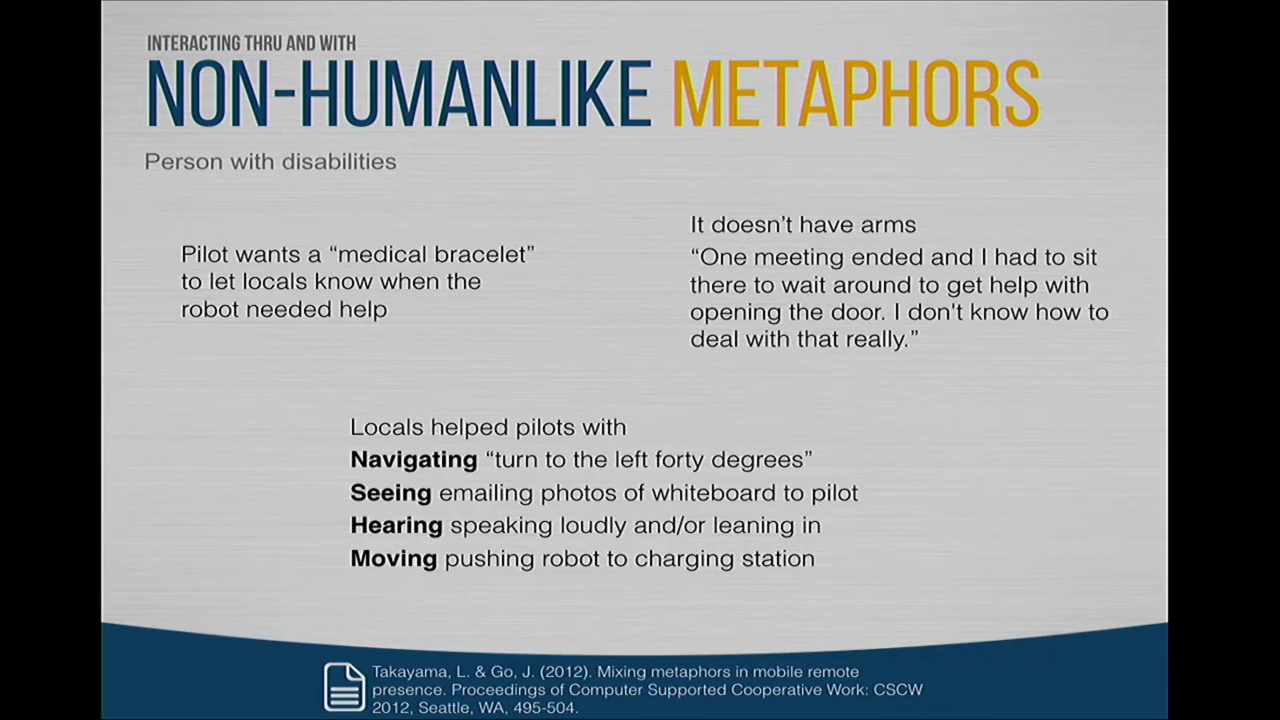 INTERACTING THRU AND WITH
NON-HUMANLIKE METAPHORS
Person with disabilities
Pilot wants a “medical bracelet”
to let locals know when the
robot needed help
It doesn’t have arms
“One meeting ended and I had to sit
there to wait around to get help with
opening the door. I don't know how to
deal with that really.”
Locals helped pilots with
Navigating “turn to the left forty degrees”
Seeing emailing photos of whiteboard to pilot
Hearing speaking loudly and/or leaning in
Moving pushing robot to charging station
Takayama, L. & Go, J. (2012). Mixing metaphors in mobile remote
presence. Proceedings of Computer Supported Cooperative Work: CSCW
2012, Seattle, WA, 495-504.